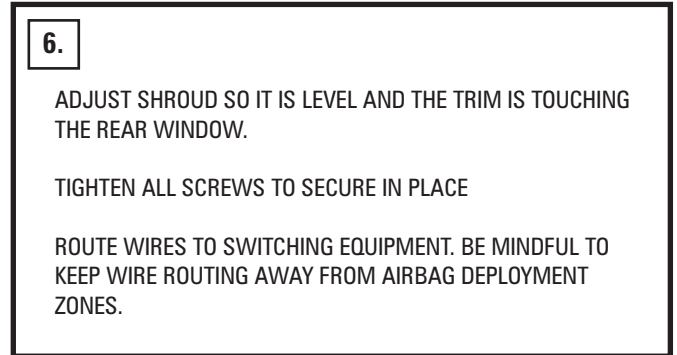 6.
ADJUST SHROUD SO IT IS LEVEL AND THE TRIM IS TOUCHING
THE REAR WINDOW.
TIGHTEN ALL SCREWS TO SECURE IN PLACE
ROUTE WIRES TO SWITCHING EQUIPMENT. BE MINDFUL TO
KEEP WIRE ROUTING AWAY FROM AIRBAG DEPLOYMENT
ZONES.